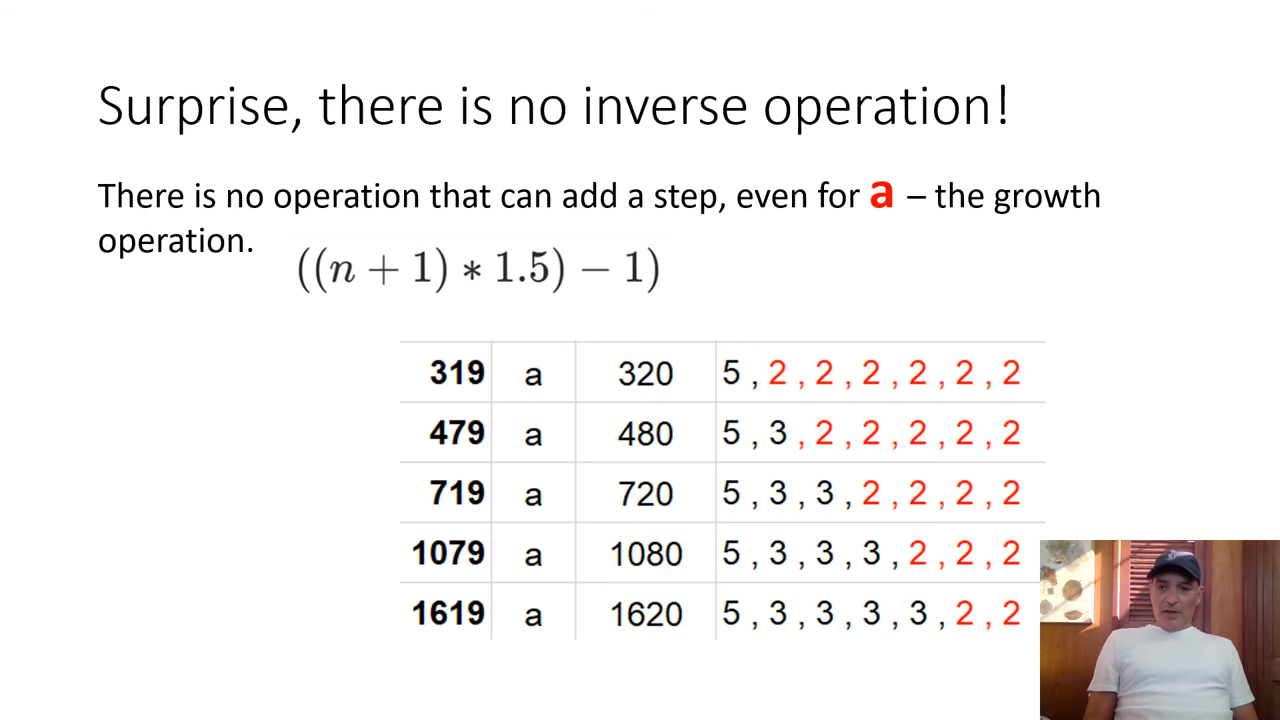 Surprise, there is no inverse operation!
There is no operation that can add a step, even for a – the growth
operation.
((n + 1) ∗ 1.5) − 1)
319 a 320 5 , 2 , 2 , 2 , 2 , 2 , 2
479 a 480 5 , 3 , 2 , 2 , 2 , 2 , 2
719 a 720 5 , 3 , 3 , 2 , 2 , 2 , 2
1079 a 1080 5 , 3 , 3 , 3 , 2 , 2 , 2
1619 a 1620 5 , 3 , 3 , 3 , 3 , 2 , 2